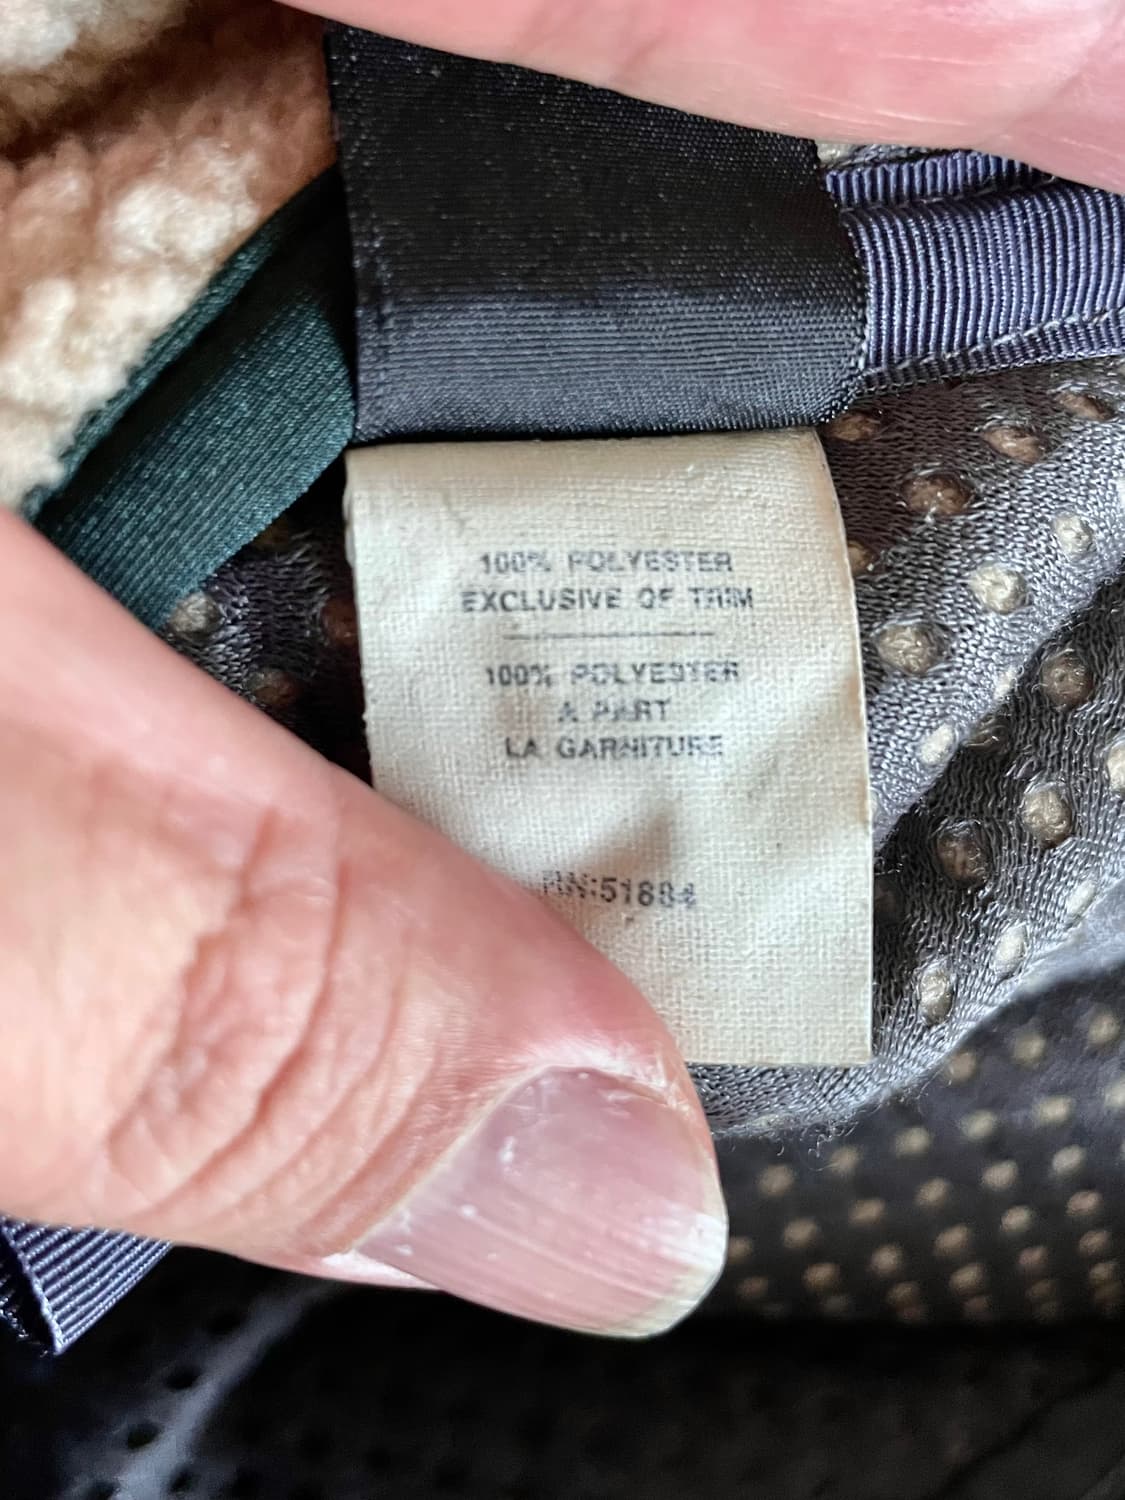 100% POLYESTER
EXCLUSIVE OF TRIM
100% POLYESTER
A PART
LA GARNITURE
RN:51884